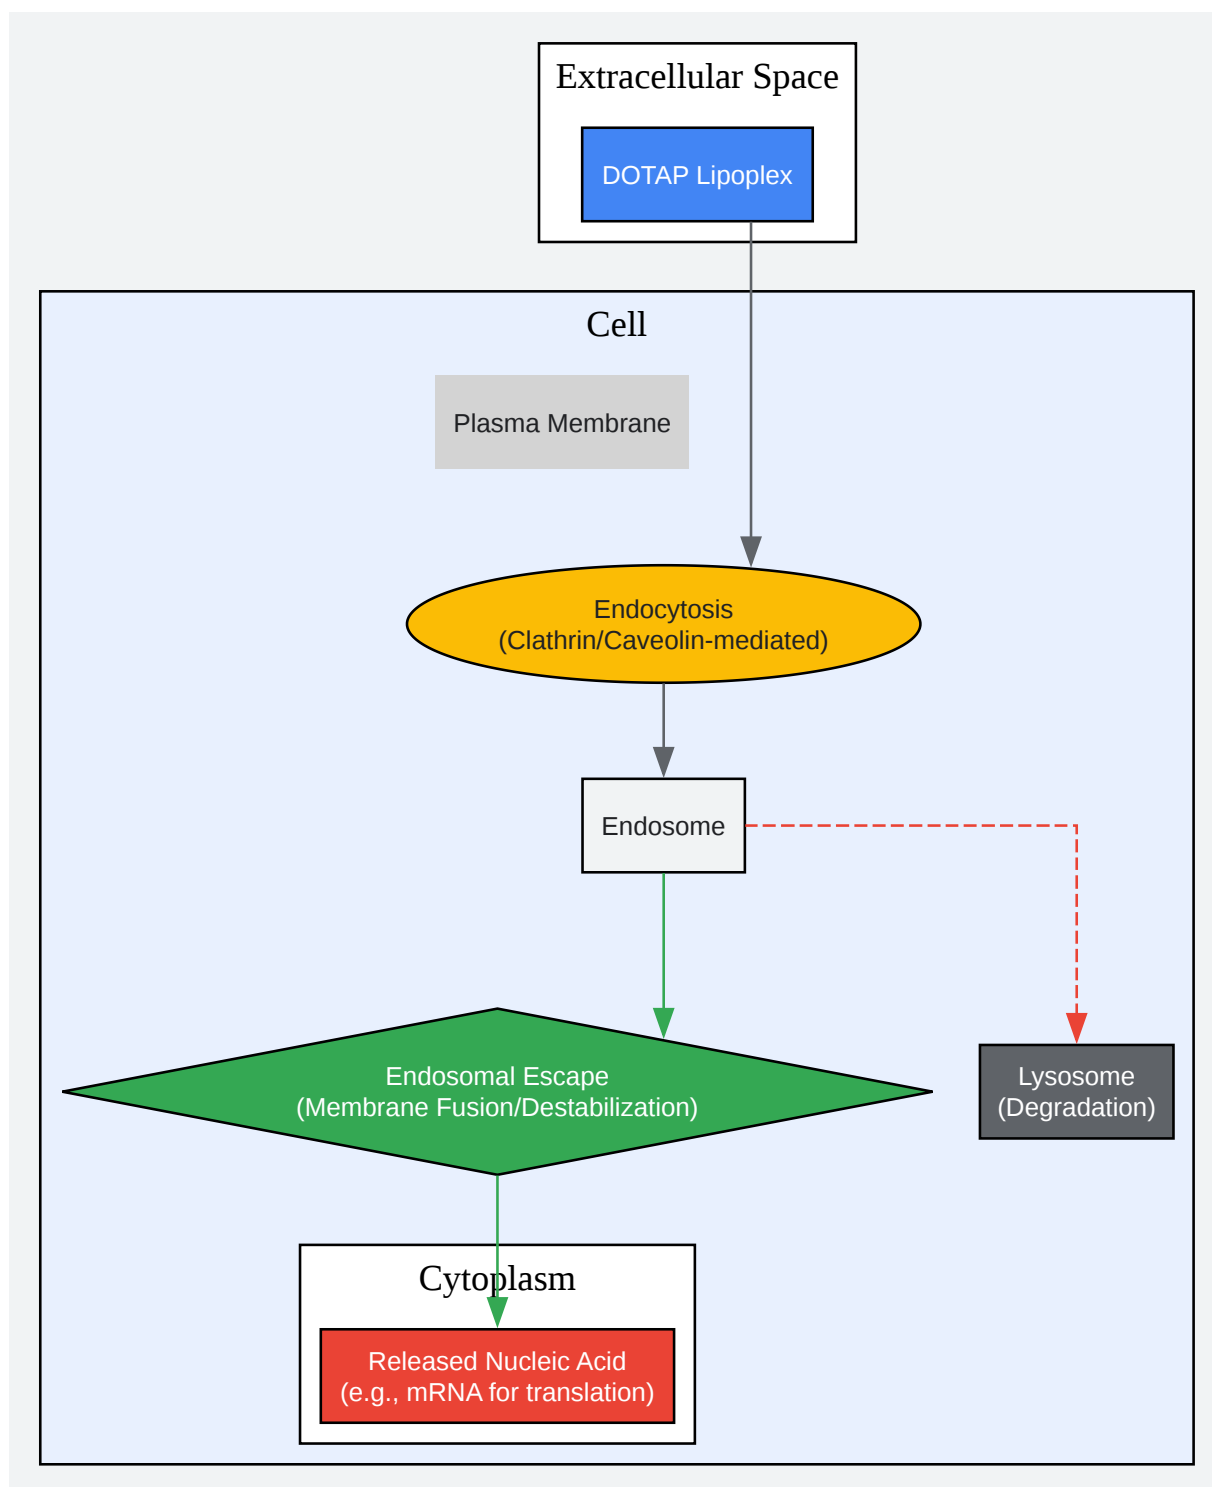 Extracellular Space
DOTAP Lipoplex
Cell
Plasma Membrane
Endocytosis
(Clathrin/Caveolin-mediated)
Endosome
Endosomal Escape
(Membrane Fusion/Destabilization)
Lysosome
(Degradation)
Cytoplasm
Released Nucleic Acid
(e.g., mRNA for translation)